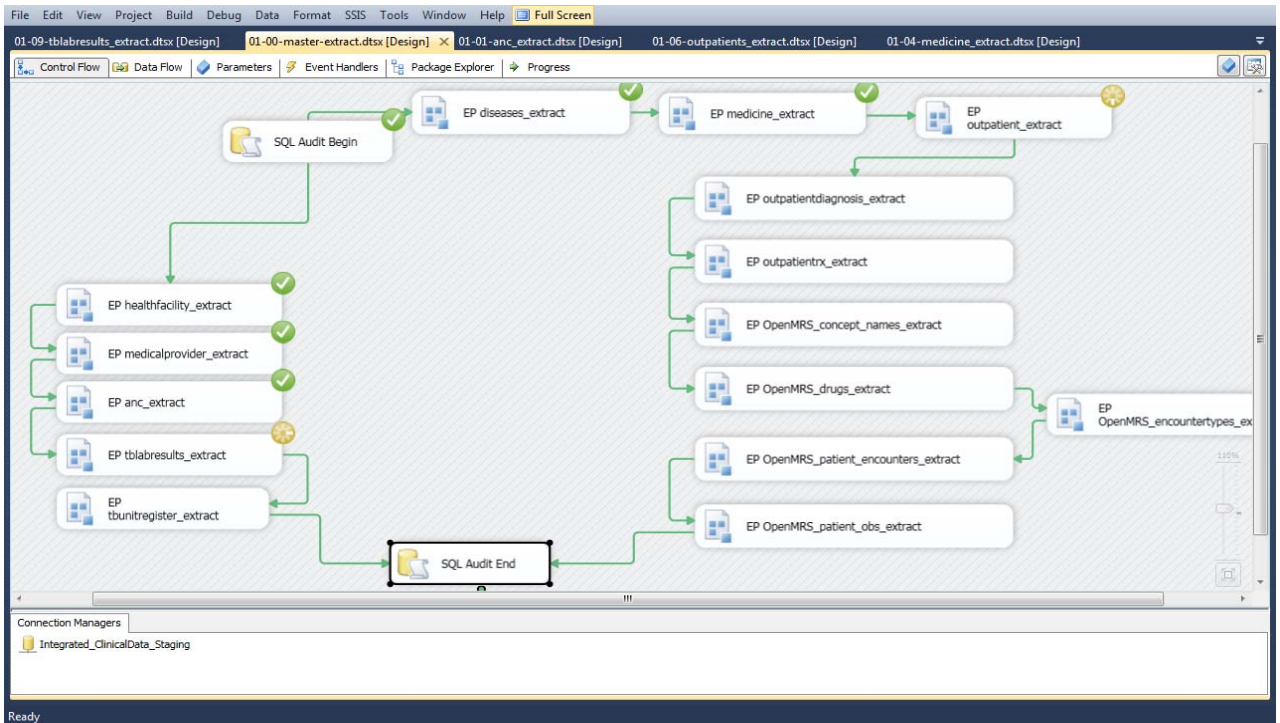 File Edit View Project Build Debug Data Format SSIS Tools Window Help Full Screen
01-09-tblabresults_extract.dtsx [Design] 01-00-master-extract.dtsx [Design] 01-01-anc_extract.dtsx [Design] 01-06-outpatients_extract.dtsx [Design] 01-04-medicine_extract.dtsx [Design]
Control Flow Data Flow Parameters Event Handlers Package Explorer Progress
EP diseases_extract
EP medicine_extract
EP
outpatient_extract
SQL Audit Begin
EP outpatientdiagnosis_extract
EP outpatientrx_extract
EP healthfacility_extract
EP OpenMRS_concept_names_extract
EP medicalprovider_extract
EP OpenMRS_drugs_extract
EP anc_extract
EP
OpenMRS_encountertypes_ex
EP tblabresults_extract
EP OpenMRS_patient_encounters_extract
110%
EP
tbunitregister_extract
EP OpenMRS_patient_obs_extract
SQL Audit End
Connection Managers
Integrated_ClinicalData_Staging
Ready